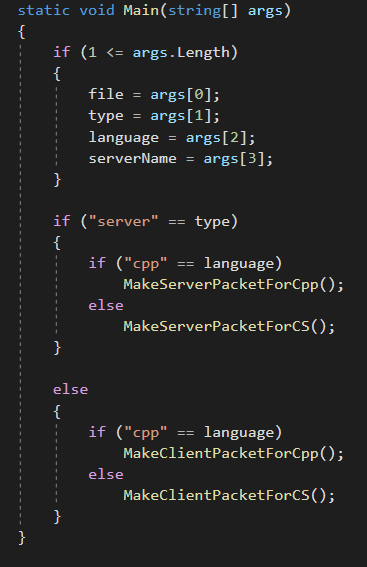 static void Main(string[] args)
{
    if (1 <= args.Length)
    {
        file = args[0];
        type = args[1];
        language = args[2];
        serverName = args[3];
    }

    if ("server" == type)
    {
        if ("cpp" == language)
            MakeServerPacketForCpp();
        else
            MakeServerPacketForCS();
    }

    else
    {
        if ("cpp" == language)
            MakeClientPacketForCpp();
        else
            MakeClientPacketForCS();
    }
}